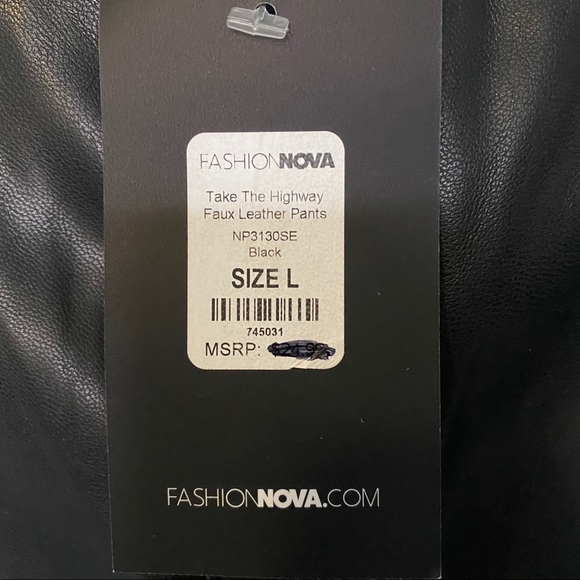 FASHIONNOVA
Take The Highway
Faux Leather Pants
NP3130SE
Black
SIZE L
745031
MSRP:
FASHIONNOVA.COM